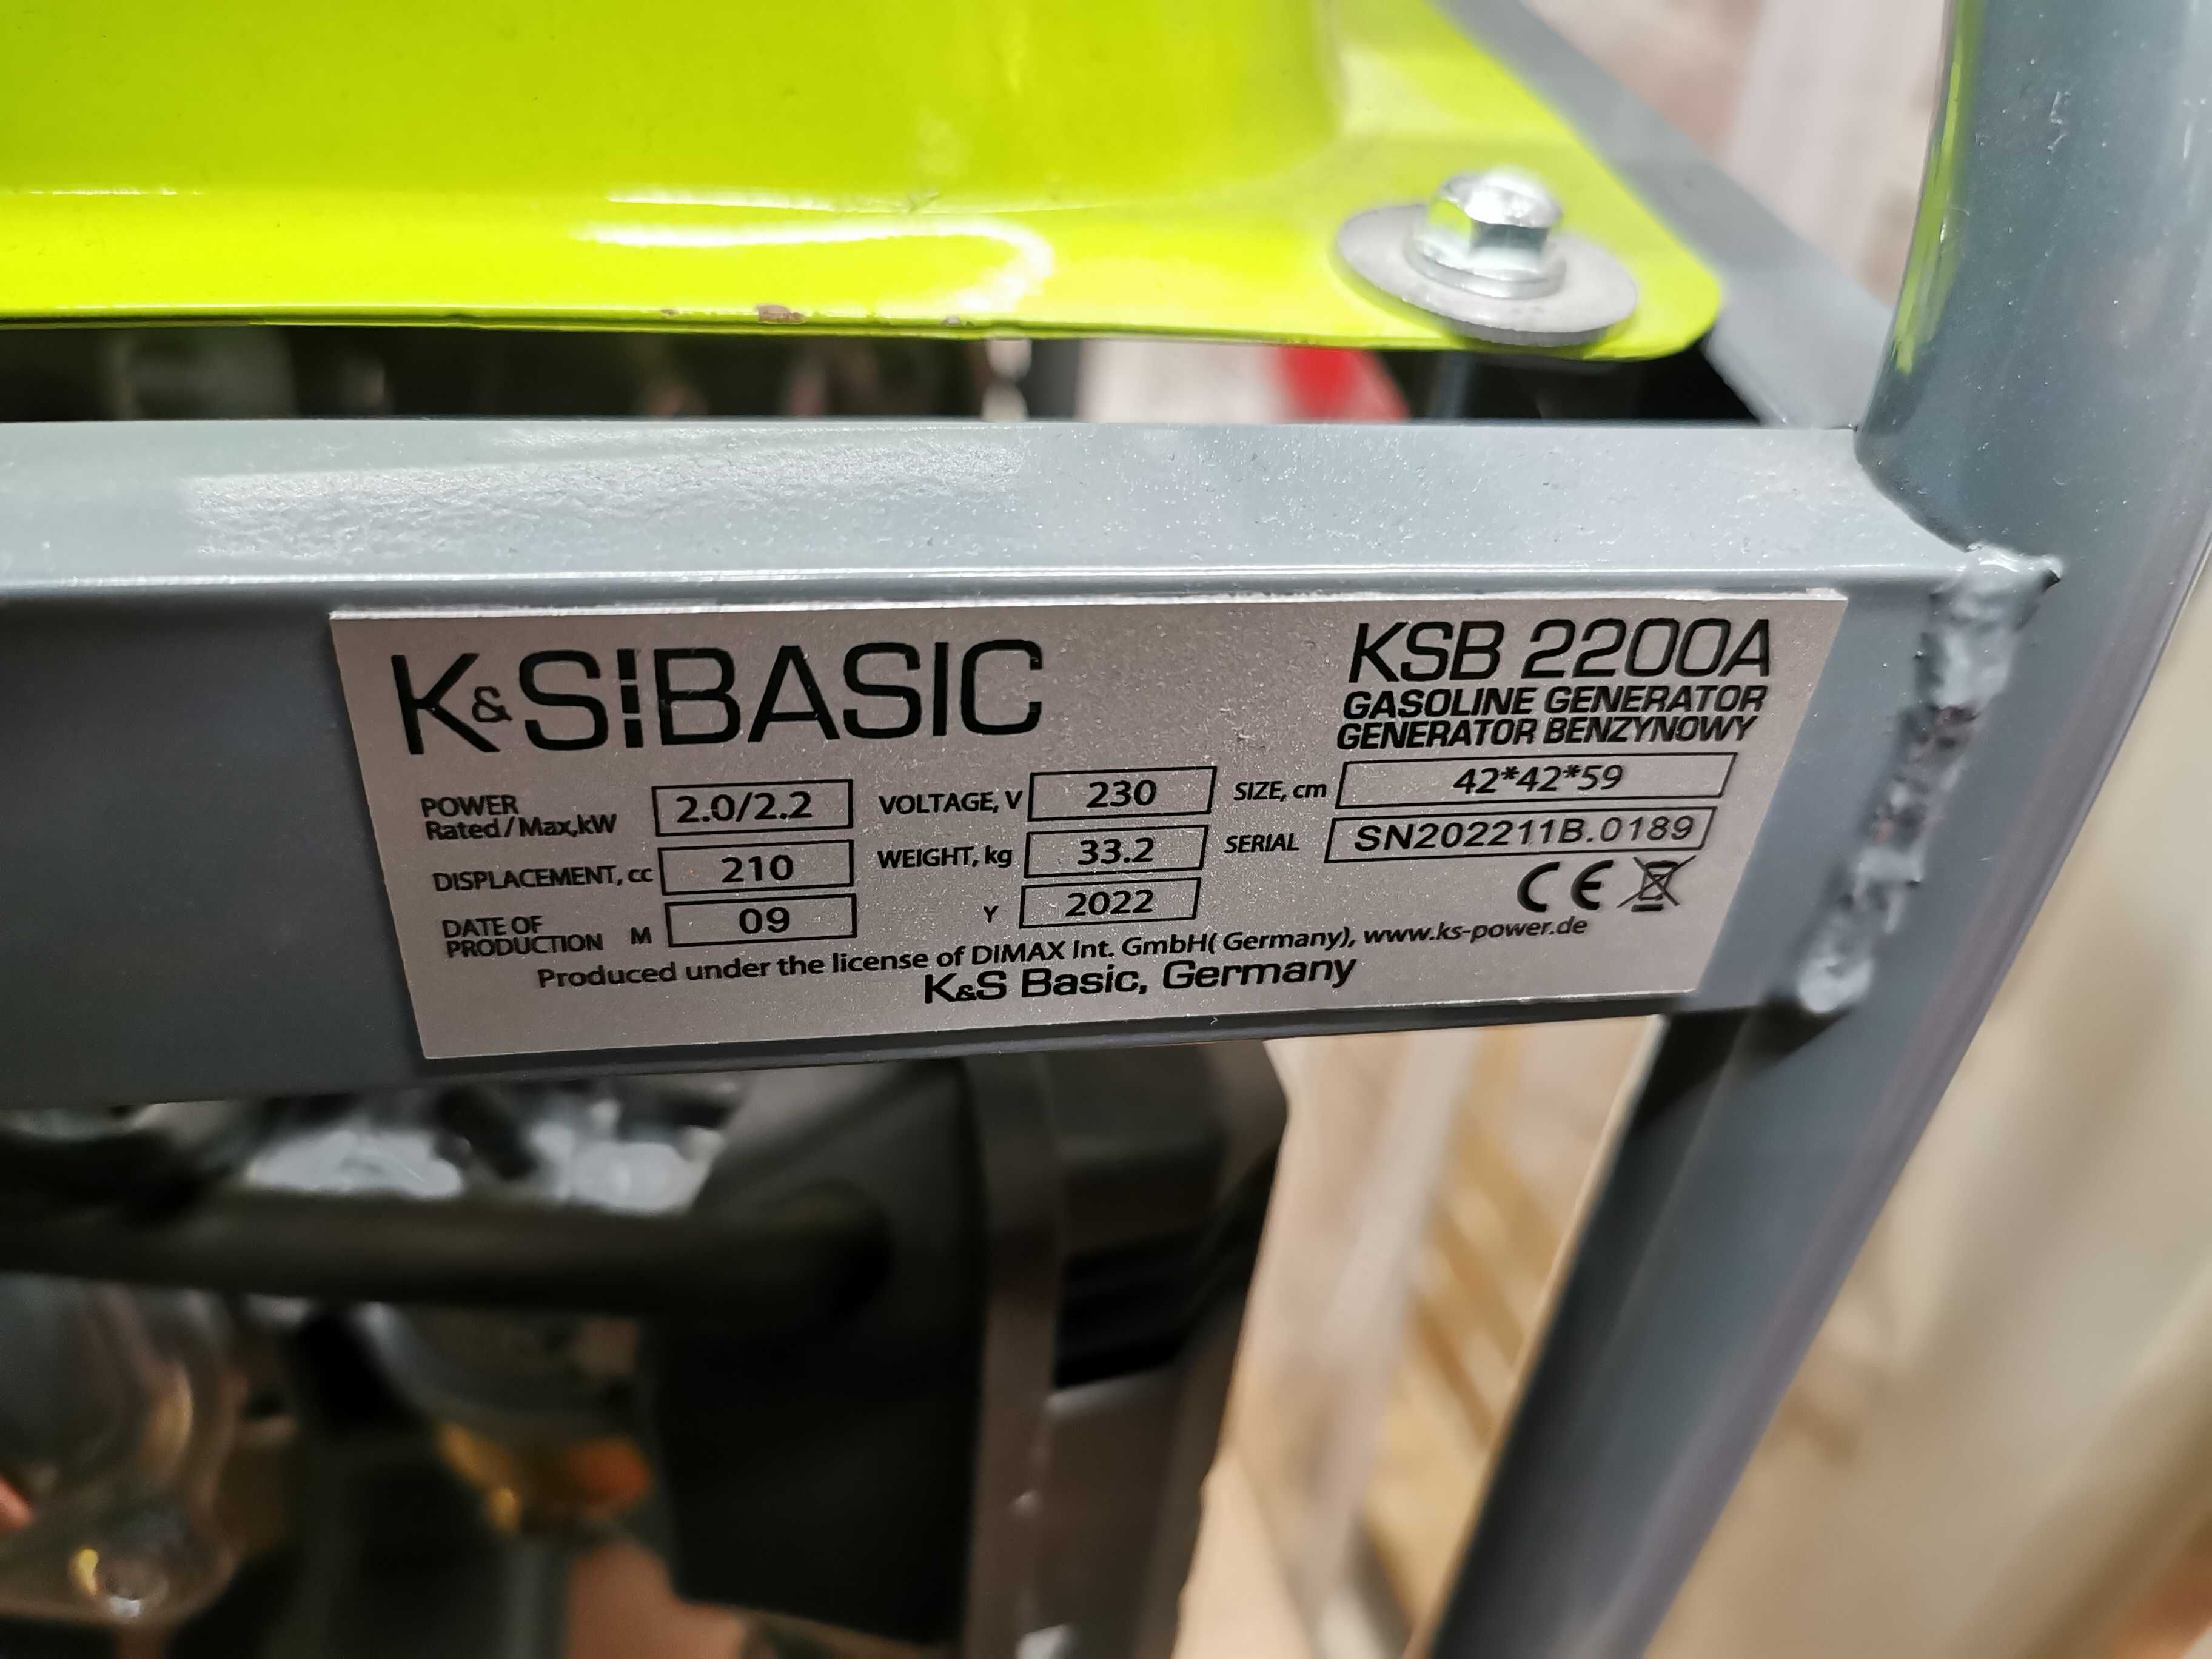 K&S BASIC
KSB 2200A
GASOLINE GENERATOR
GENERATOR BENZYNOWY
POWER
Rated/Max,kW 2.0/2.2
VOLTAGE, V 230
SIZE, cm 42*42*59
DISPLACEMENT, cc 210
WEIGHT, kg 33.2
SERIAL SN202211B.0189
DATE OF
PRODUCTION M 09
Y 2022
CE
Produced under the license of DIMAX Int. GmbH( Germany), www.ks-power.de
K&S Basic, Germany